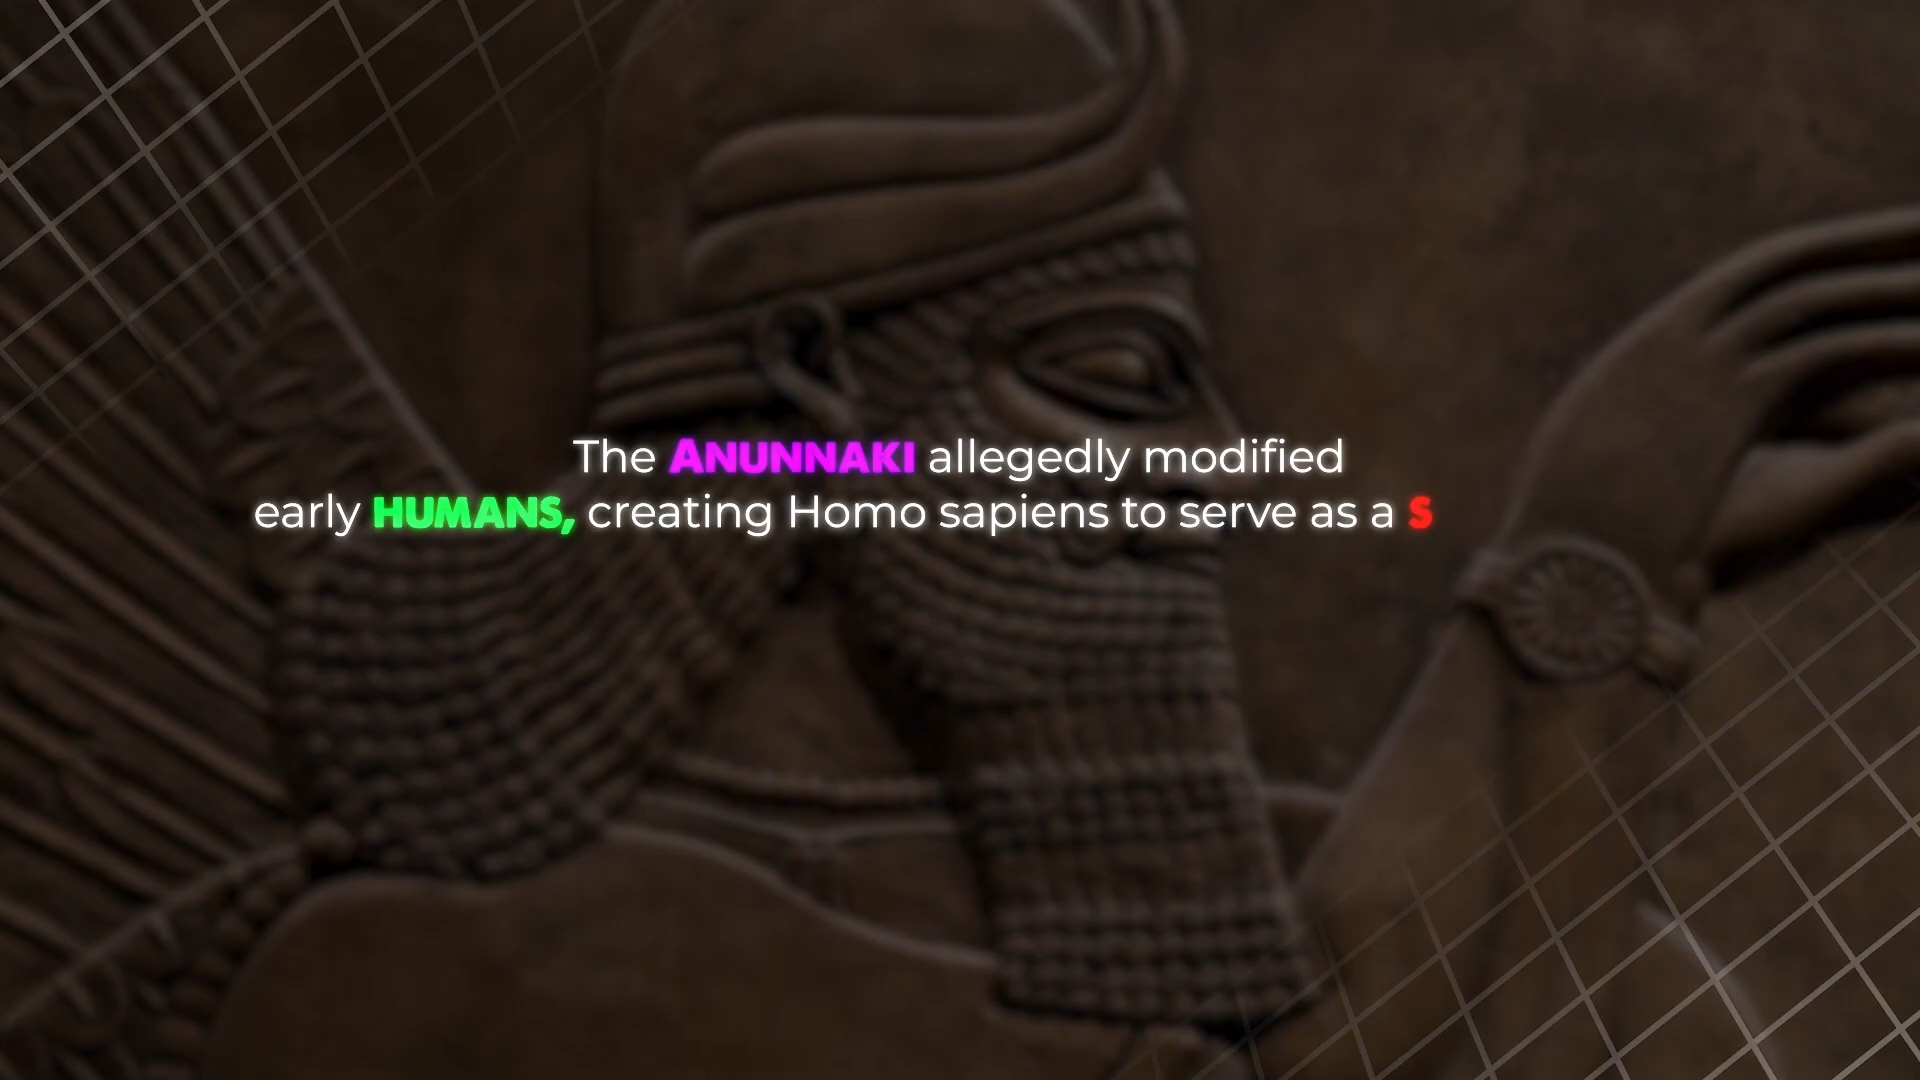 The ANUNNAKI allegedly modified
early HUMANS, creating Homo sapiens to serve as a S